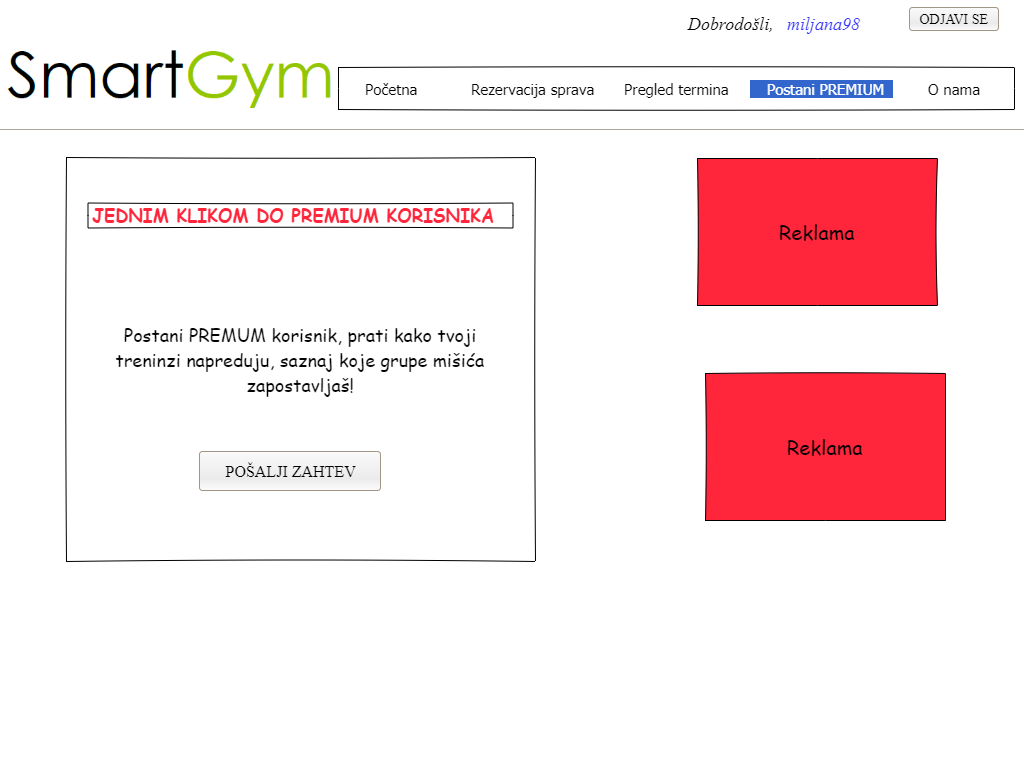 Dobrodošli, miljana98
ODJAVI SE
SmartGym
Početna Rezervacija sprava Pregled termina Postani PREMIUM O nama
JEDNIM KLIKOM DO PREMIUM KORISNIKA
Postani PREMUM korisnik, prati kako tvoji
treninzi napreduju, saznaj koje grupe mišića
zapostavljaš!
POŠALJI ZAHTEV
Reklama
Reklama